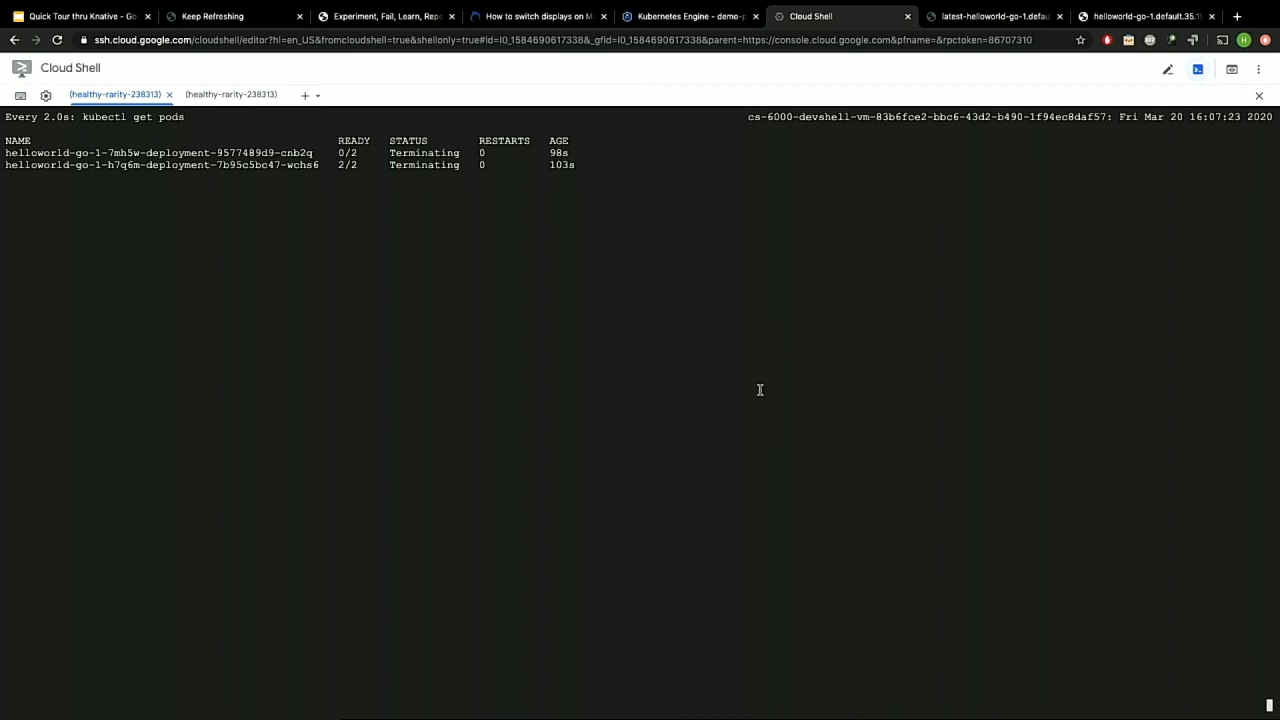 Quick Tour thru Knative - Go
Keep Refreshing
Experiment, Fail, Learn, Repe
How to switch displays on M
Kubernetes Engine - demo-p
Cloud Shell
latest-helloworld-go-1.defau
helloworld-go-1.default.35.1
ssh.cloud.google.com/cloudshell/editor?hl=en_US&fromcloudshell=true&shellonly=true#id=I0_1584690617338&_gfid=I0_1584690617338&parent=https://console.cloud.google.com&pfname=&rpctoken=86707310
H
Cloud Shell
(healthy-rarity-238313)
(healthy-rarity-238313)
Every 2.0s: kubectl get pods
cs-6000-devshell-vm-83b6fce2-bbc6-43d2-b490-1f94ec8daf57: Fri Mar 20 16:07:23 2020
NAME READY STATUS RESTARTS AGE
helloworld-go-1-7mh5w-deployment-9577489d9-cnb2q 0/2 Terminating 0 98s
helloworld-go-1-h7q6m-deployment-7b95c5bc47-wchs6 2/2 Terminating 0 103s